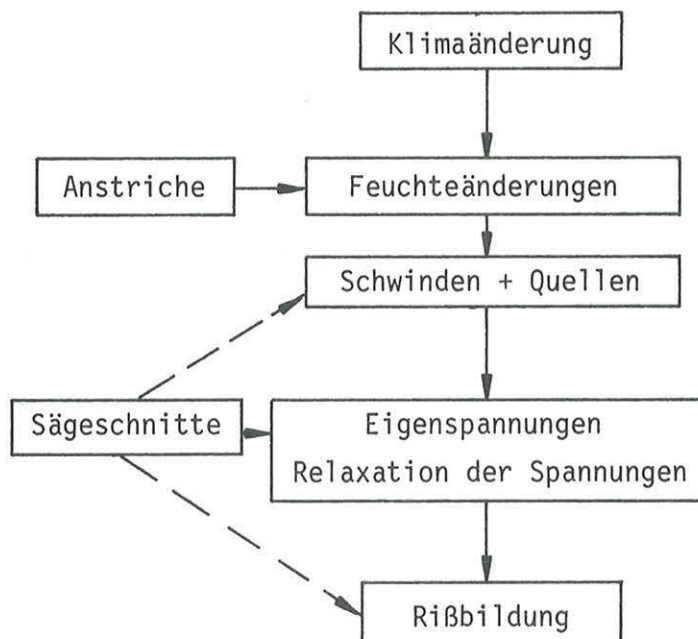 Klimaänderung
Anstriche
Feuchteänderungen
Schwinden + Quellen
Sägeschnitte
Eigenspannungen
Relaxation der Spannungen
Rißbildung